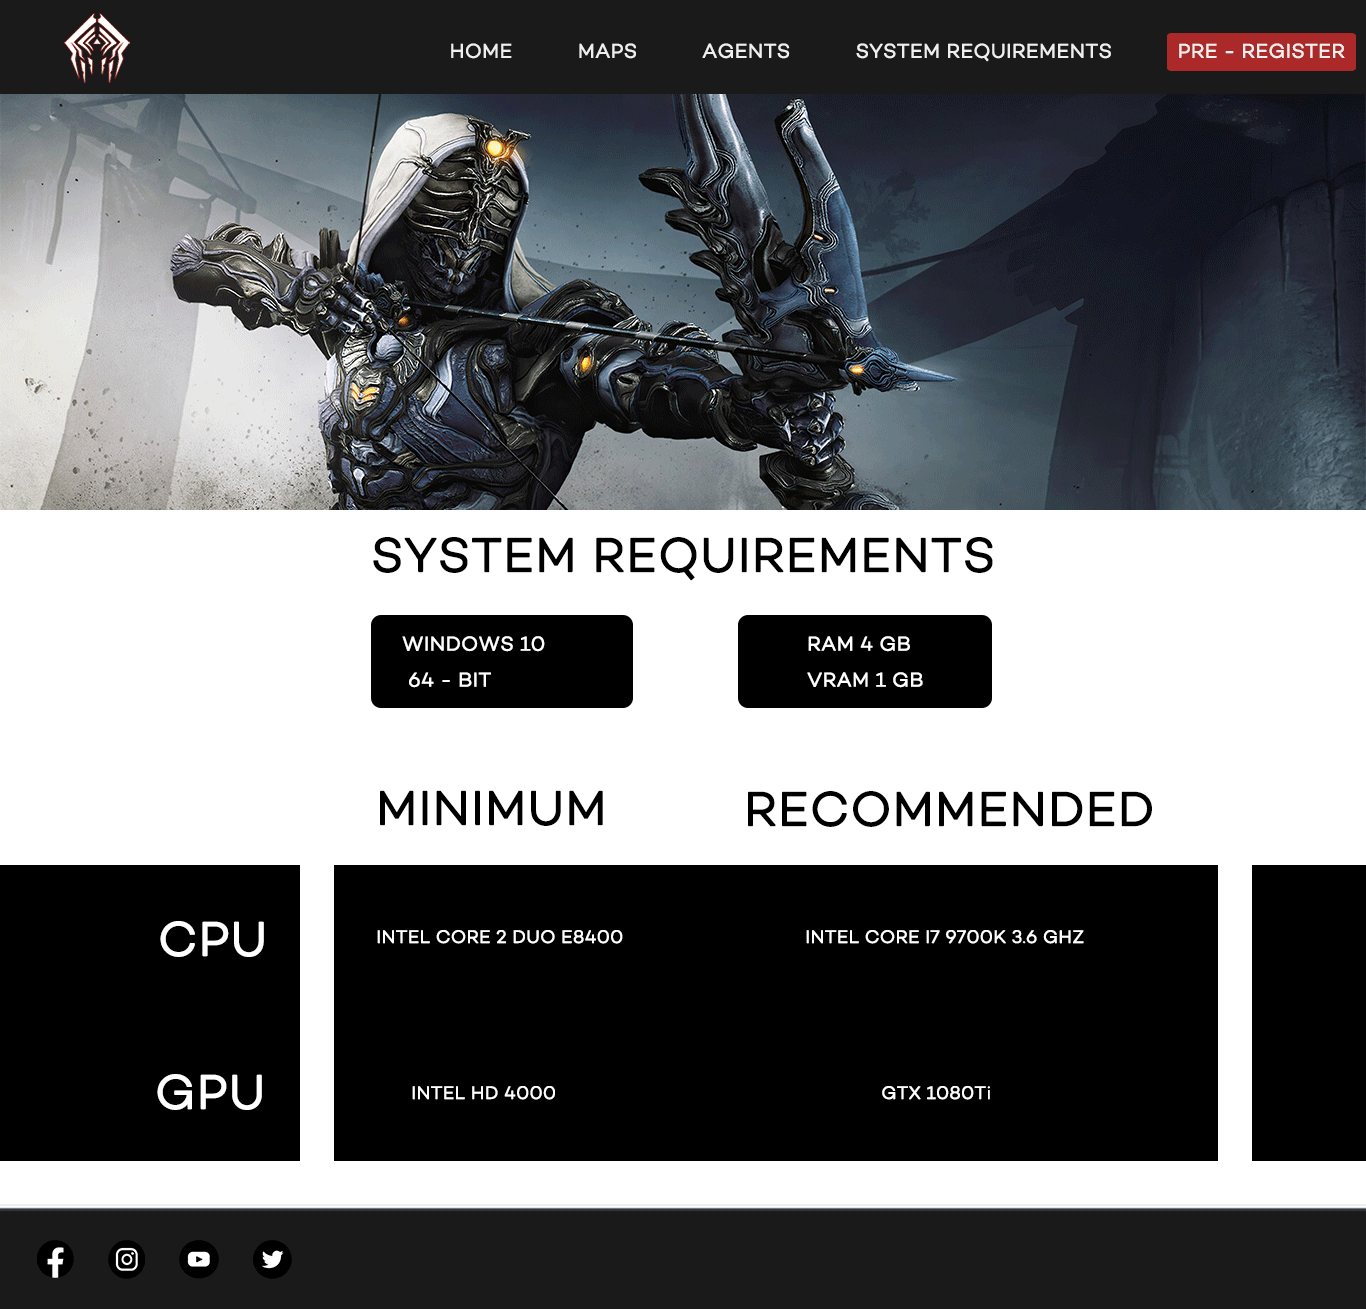 HOME MAPS AGENTS SYSTEM REQUIREMENTS PRE - REGISTER
SYSTEM REQUIREMENTS
WINDOWS 10
64 - BIT
RAM 4 GB
VRAM 1 GB
MINIMUM RECOMMENDED
CPU INTEL CORE 2 DUO E8400 INTEL CORE I7 9700K 3.6 GHZ
GPU INTEL HD 4000 GTX 1080Ti